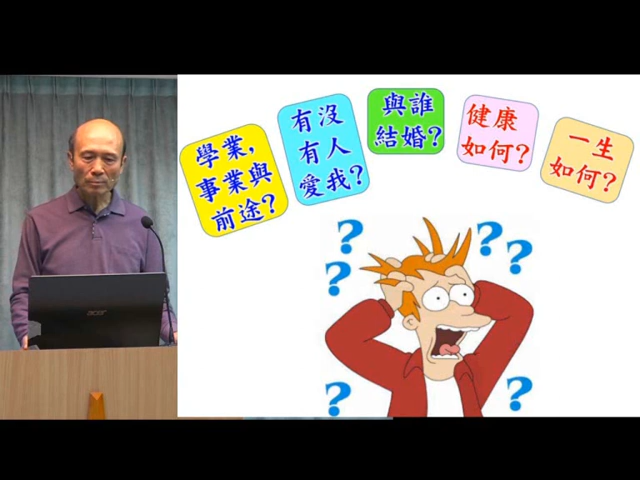 學業,
事業與
前途?
有沒
有人
愛我?
與誰
結婚?
健康
如何?
一生
如何?
?
?
?
?
?
?
acer